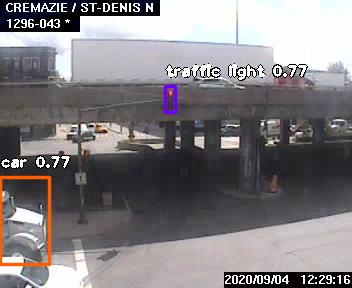 CREMAZIE / ST-DENIS N
1296-043 *
traffic light 0.77
car 0.77
2020/09/04 12:29:16